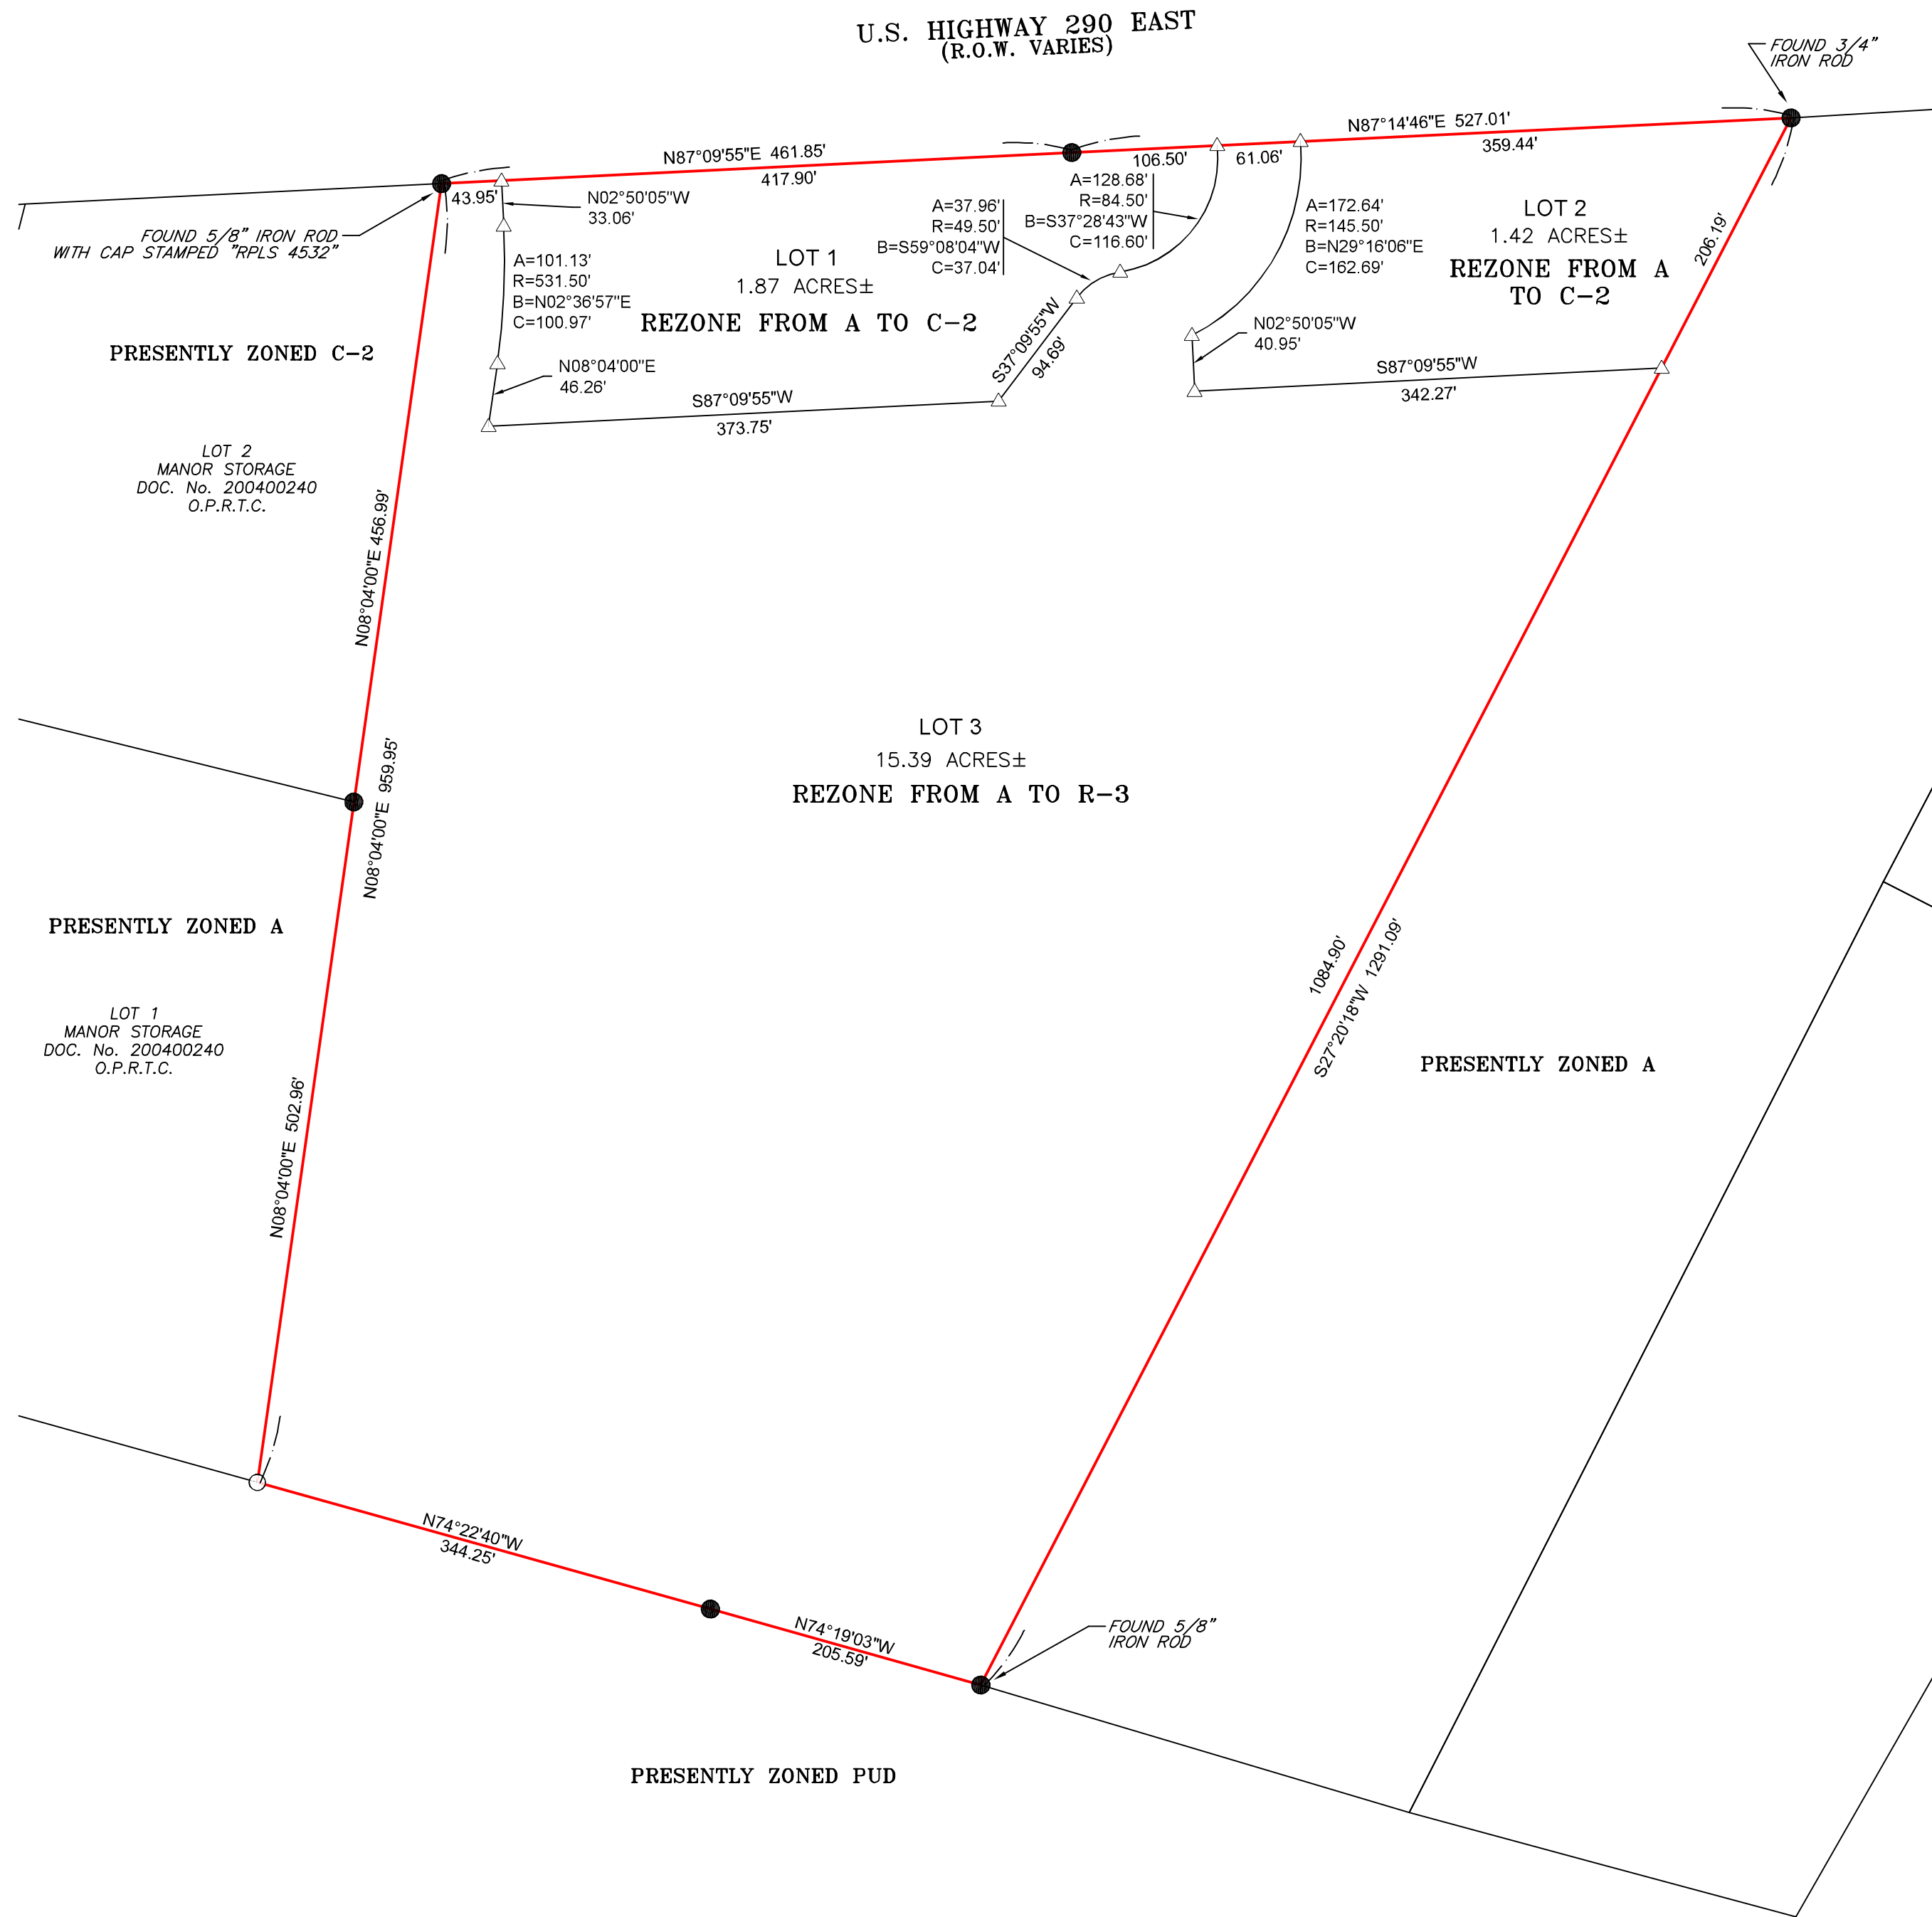 U.S. HIGHWAY 290 EAST
(R.O.W. VARIES)
FOUND 3/4"
IRON ROD
N87°14'46"E 527.01'
359.44'
N87°09'55"E 461.85'
417.90'
106.50'
61.06'
43.95'
N02°50'05"W
33.06'
FOUND 5/8" IRON ROD
WITH CAP STAMPED "RPLS 4532"
A=101.13'
R=531.50'
B=N02°36'57"E
C=100.97'
LOT 1
1.87 ACRES±
REZONE FROM A TO C-2
A=37.96'
R=49.50'
B=S59°08'04"W
C=37.04'
A=128.68'
R=84.50'
B=S37°28'43"W
C=116.60'
A=172.64'
R=145.50'
B=N29°16'06"E
C=162.69'
LOT 2
1.42 ACRES±
REZONE FROM A
TO C-2
206.19'
PRESENTLY ZONED C-2
N08°04'00"E
46.26'
S87°09'55"W
373.75'
S37°09'55"W
94.69'
N02°50'05"W
40.95'
S87°09'55"W
342.27'
LOT 2
MANOR STORAGE
DOC. No. 200400240
O.P.R.T.C.
N08°04'00"E 456.99'
N08°04'00"E 959.95'
LOT 3
15.39 ACRES±
REZONE FROM A TO R-3
PRESENTLY ZONED A
LOT 1
MANOR STORAGE
DOC. No. 200400240
O.P.R.T.C.
N08°04'00"E 502.96'
1084.90'
S27°20'18"W 1291.09'
PRESENTLY ZONED A
N74°22'40"W
344.25'
N74°19'03"W
205.59'
FOUND 5/8"
IRON ROD
PRESENTLY ZONED PUD